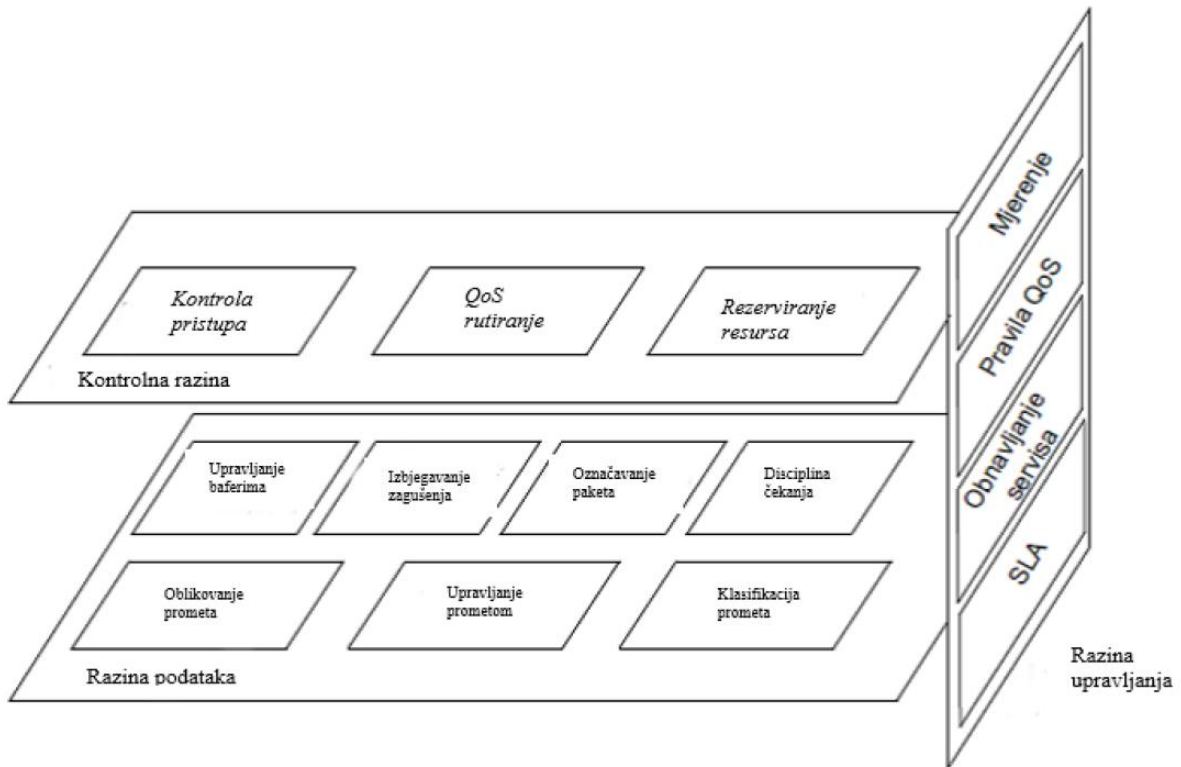 Mjerenje
Pravila QoS
Obnavljanje
servisa
SLA
Kontrola
pristupa
QoS
rutiranje
Rezerviranje
resursa
Kontrolna razina
Upravljanje
baferima
Izbjegavanje
zagušenja
Označavanje
paketa
Disciplina
čekanja
Oblikovanje
prometa
Upravljanje
prometom
Klasifikacija
prometa
Razina podataka
Razina
upravljanja